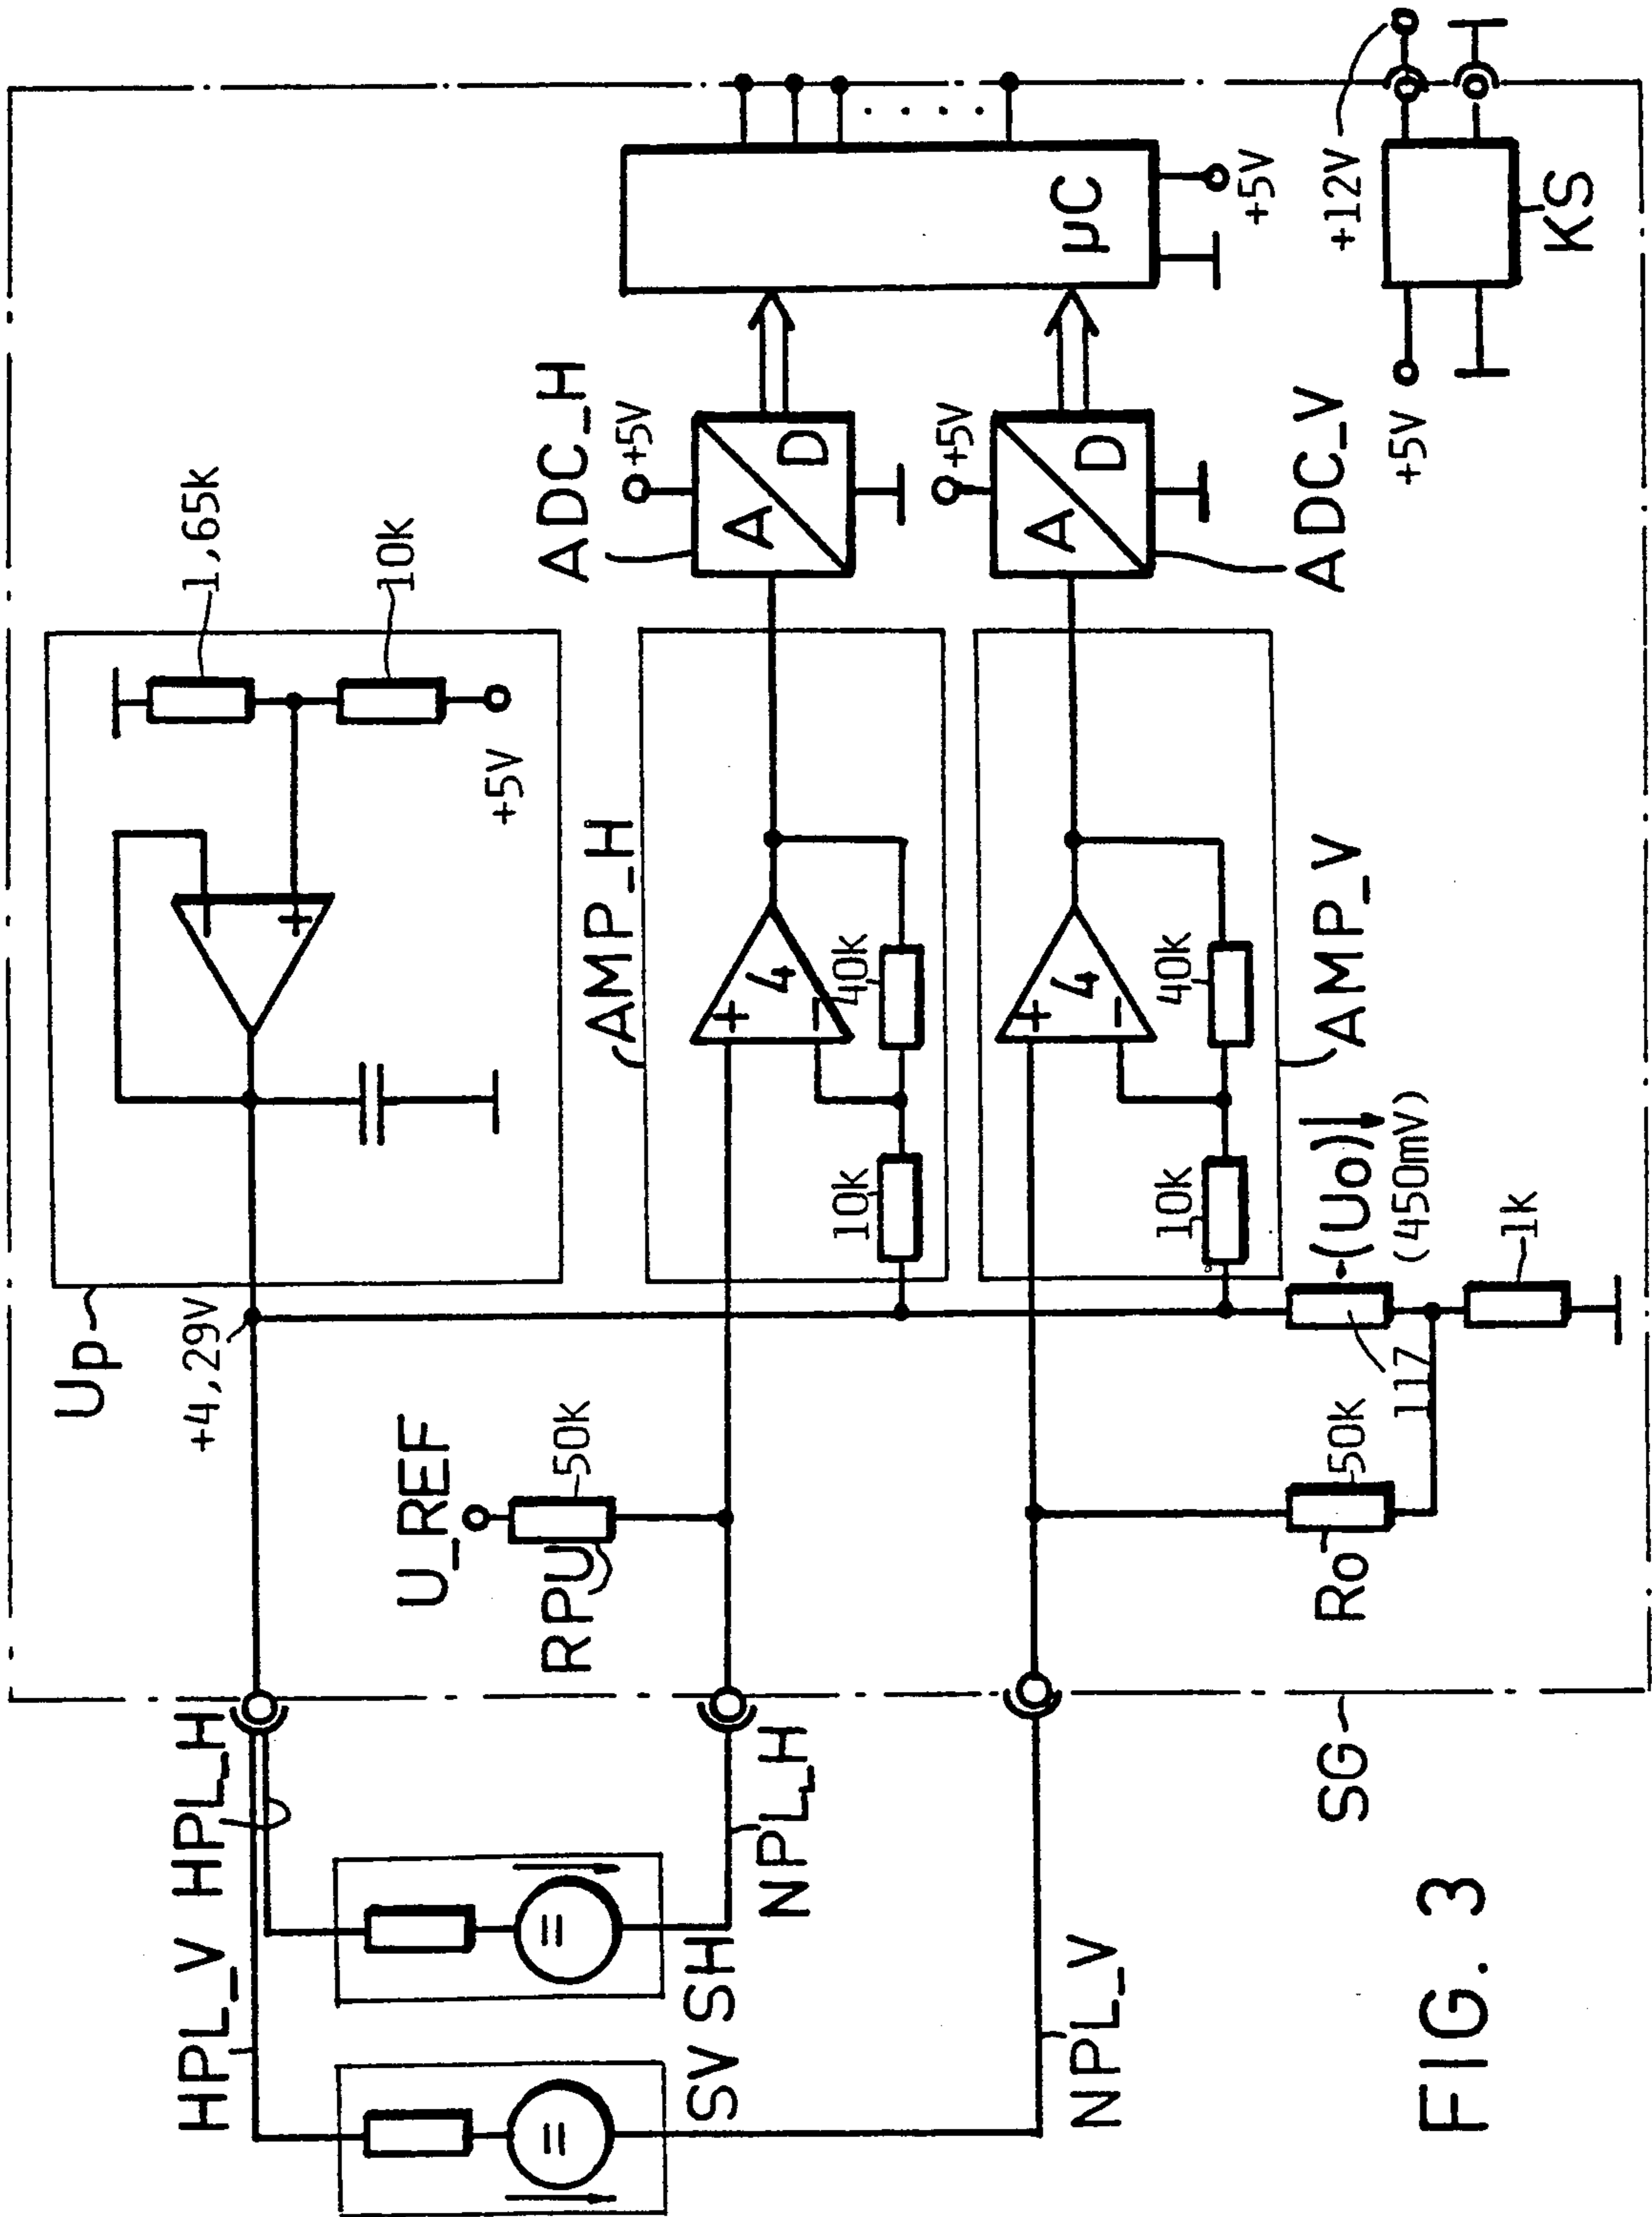 Up
+4,29V
1,65k
10k
+5V
HPL_V
HPL_H
U_REF
RPU
50k
AMP_H
+
-
4
40k
10k
ADC_H
+5V
A
D
µC
+5V
SV
SH
NPL_H
+
-
4
40k
10k
+5V
A
D
ADC_V
AMP_V
NPL_V
Ro
50k
117
(Uo)
(450mV)
1k
SG
+12V
+5V
KS
FIG. 3